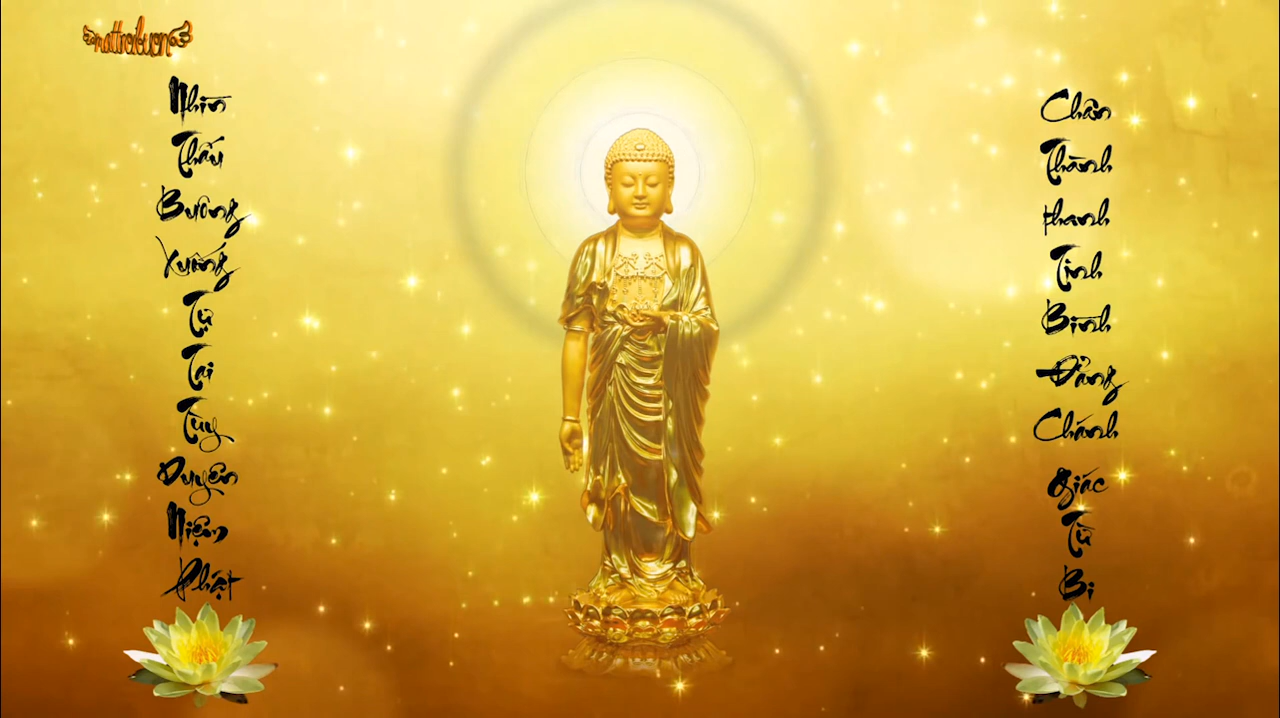 mattroibuon
Nhìn
Thấu
Buông
Xuống
Tự
Tại
Tùy
Duyên
Niệm
Phật
Chân
Thành
thanh
Tịnh
Bình
Đẳng
Chánh
giác
Từ
Bi